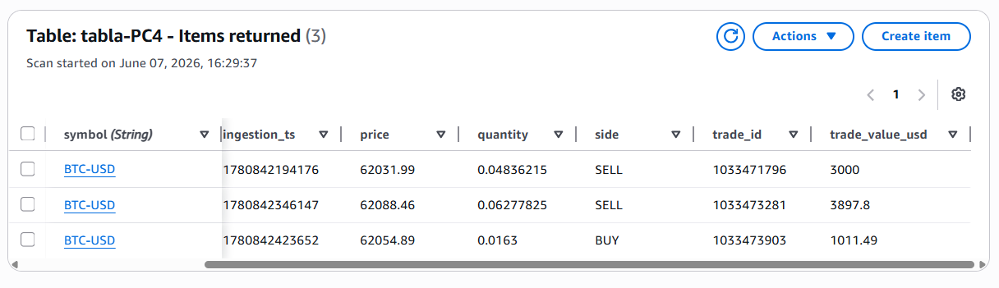 Table: tabla-PC4 - Items returned (3)
Actions
Create item
Scan started on June 07, 2026, 16:29:37
1
symbol (String) ingestion_ts price quantity side trade_id trade_value_usd
BTC-USD 1780842194176 62031.99 0.04836215 SELL 1033471796 3000
BTC-USD 1780842346147 62088.46 0.06277825 SELL 1033473281 3897.8
BTC-USD 1780842423652 62054.89 0.0163 BUY 1033473903 1011.49